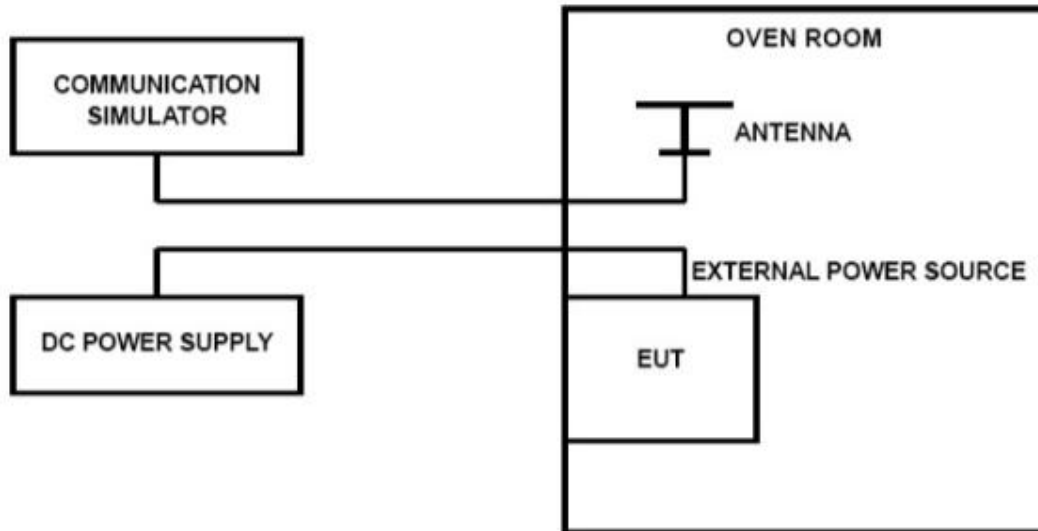 OVEN ROOM
COMMUNICATION
SIMULATOR
ANTENNA
EXTERNAL POWER SOURCE
DC POWER SUPPLY
EUT